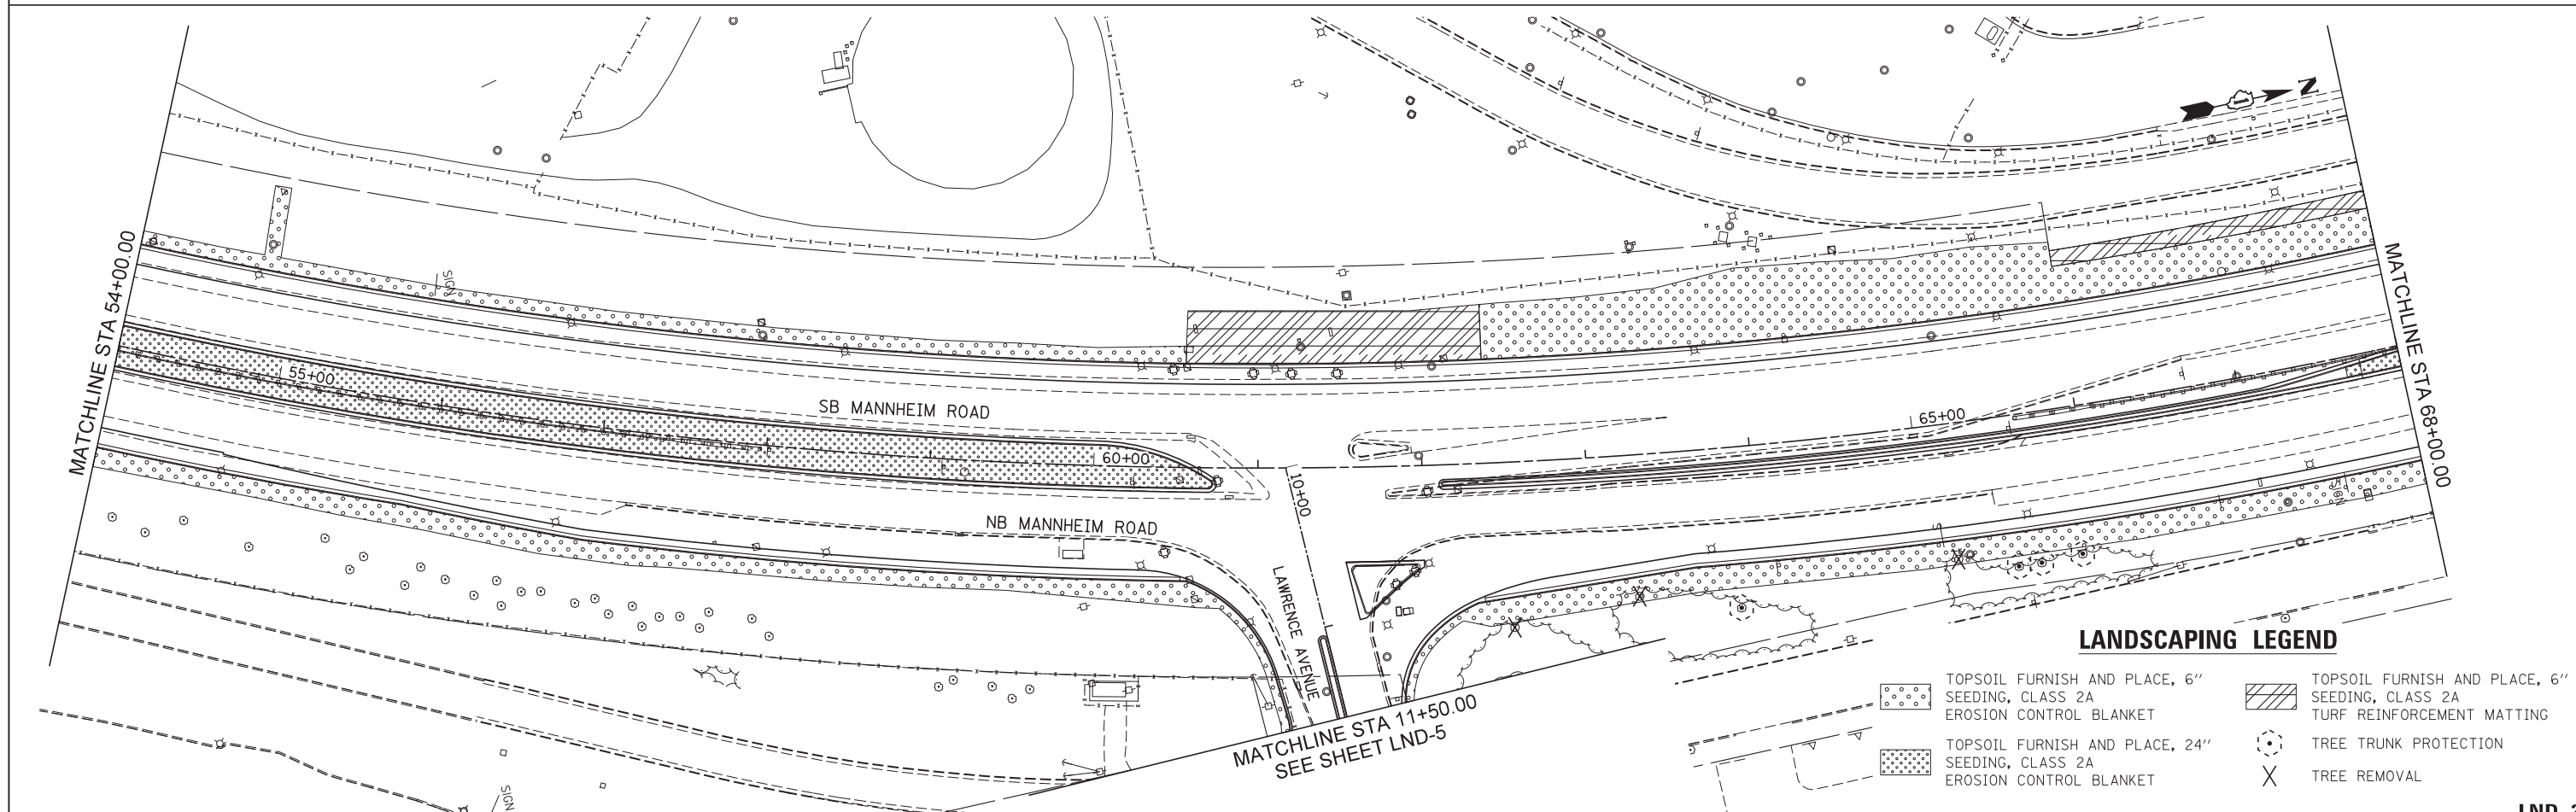 N
MATCHLINE STA 54+00.00
SIGN
55+00
SB MANNHEIM ROAD
60+00
65+00
MATCHLINE STA 68+00.00
10+00
NB MANNHEIM ROAD
SIGN
LAWRENCE AVENUE
MATCHLINE STA 11+50.00
SEE SHEET LND-5
SIGN
LANDSCAPING LEGEND
TOPSOIL FURNISH AND PLACE, 6"
SEEDING, CLASS 2A
EROSION CONTROL BLANKET
TOPSOIL FURNISH AND PLACE, 24"
SEEDING, CLASS 2A
EROSION CONTROL BLANKET
TOPSOIL FURNISH AND PLACE, 6"
SEEDING, CLASS 2A
TURF REINFORCEMENT MATTING
TREE TRUNK PROTECTION
TREE REMOVAL